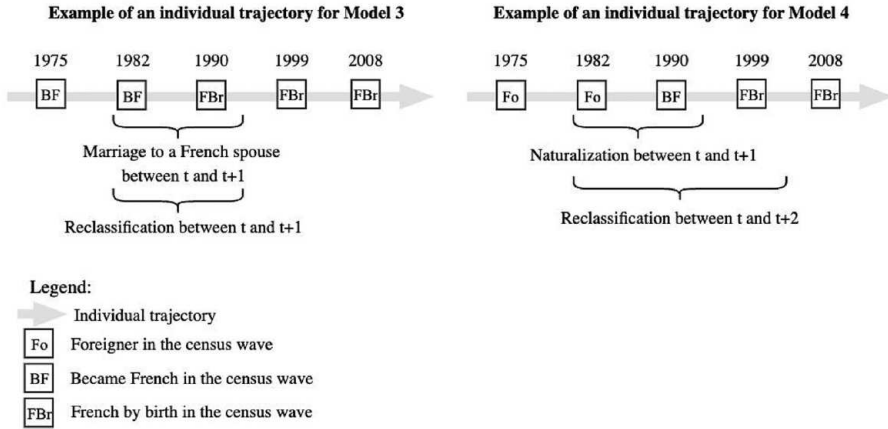 Example of an individual trajectory for Model 3
1975 1982 1990 1999 2008
BF BF FBr FBr FBr
Marriage to a French spouse
between t and t+1
Reclassification between t and t+1
Example of an individual trajectory for Model 4
1975 1982 1990 1999 2008
Fo Fo BF FBr FBr
Naturalization between t and t+1
Reclassification between t and t+2
Legend:
Individual trajectory
Fo Foreigner in the census wave
BF Became French in the census wave
FBr French by birth in the census wave